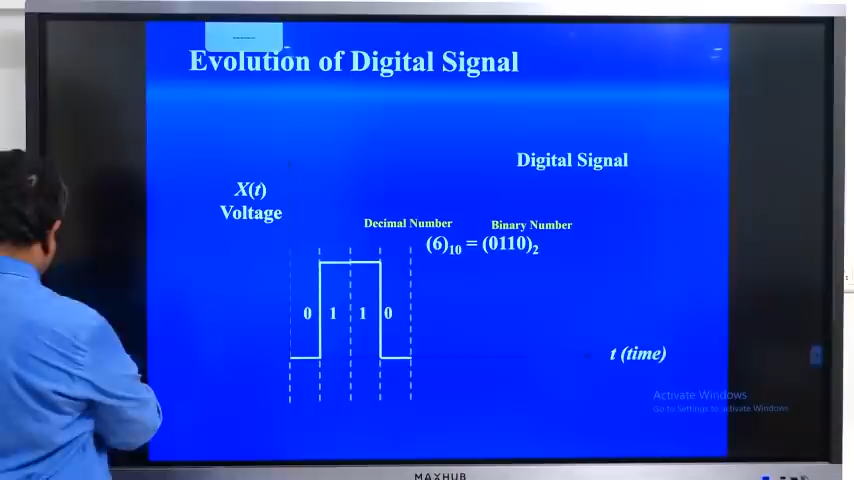 Evolution of Digital Signal
Digital Signal
X(t)
Voltage
Decimal Number
Binary Number
(6)10 = (0110)2
0 1 1 0
t (time)
Activate Windows
Go to Settings to activate Windows
MAXHUB